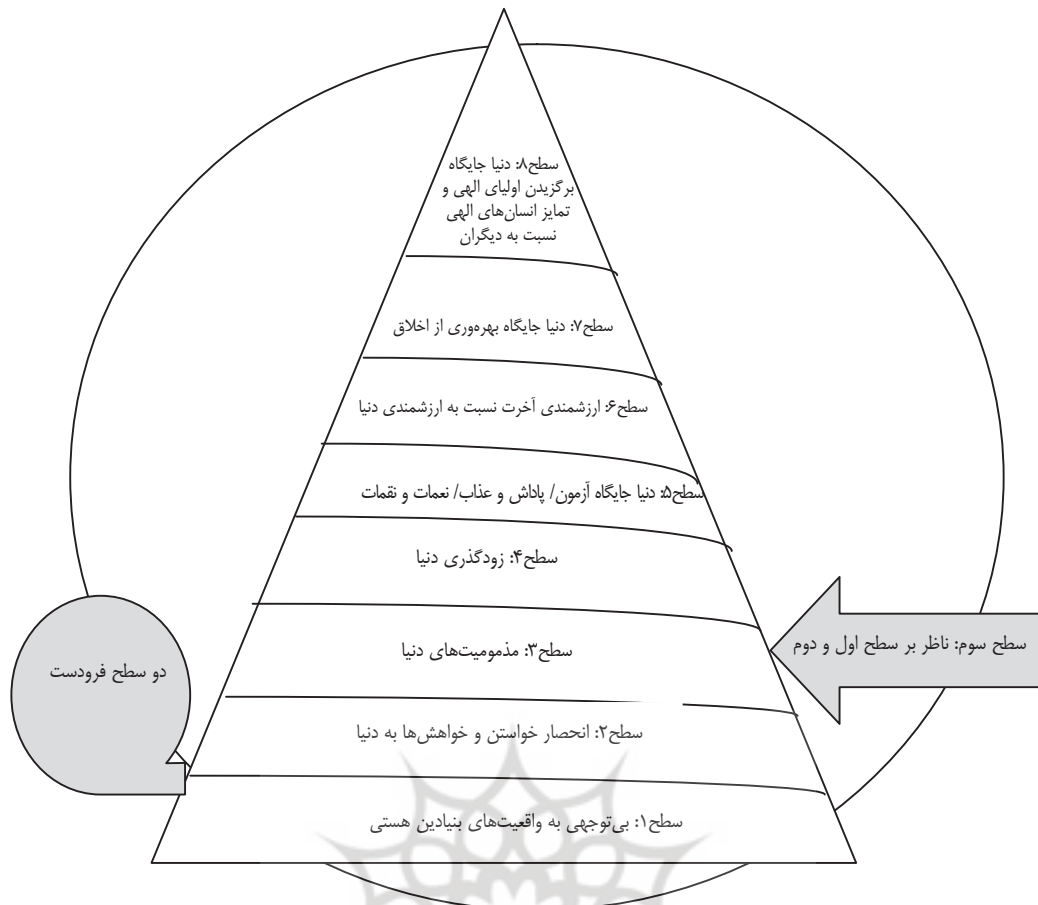 سطح۸: دنیا جایگاه
برگزیدن اولیای الهی و
تمایز انسان‌های الهی
نسبت به دیگران
سطح۷: دنیا جایگاه بهره‌وری از اخلاق
سطح۶: ارزشمندی آخرت نسبت به ارزشمندی دنیا
سطح۵: دنیا جایگاه آزمون/ پاداش و عذاب/ نعمات و نقمات
سطح۴: زودگذری دنیا
سطح۳: مذمومیت‌های دنیا
سطح سوم: ناظر بر سطح اول و دوم
دو سطح فرودست
سطح۲: انحصار خواستن و خواهش‌ها به دنیا
سطح۱: بی‌توجهی به واقعیت‌های بنیادین هستی